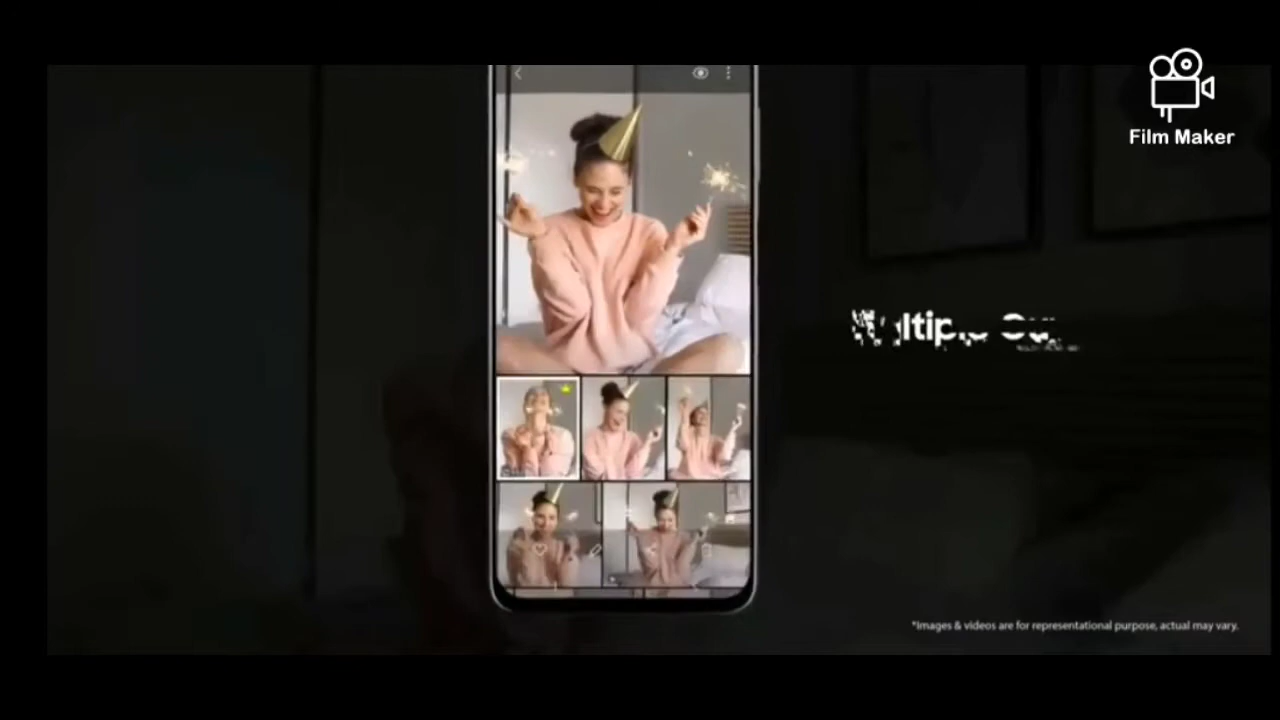 Film Maker
*Images & videos are for representational purpose, actual may vary.